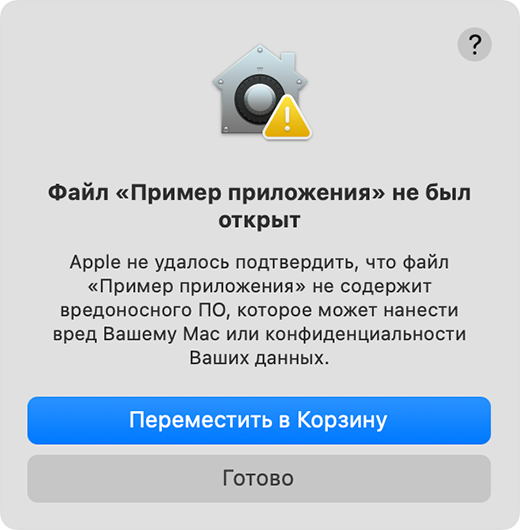 ?
Файл «Пример приложения» не был
открыт
Apple не удалось подтвердить, что файл
«Пример приложения» не содержит
вредоносного ПО, которое может нанести
вред Вашему Mac или конфиденциальности
Ваших данных.
Переместить в Корзину
Готово